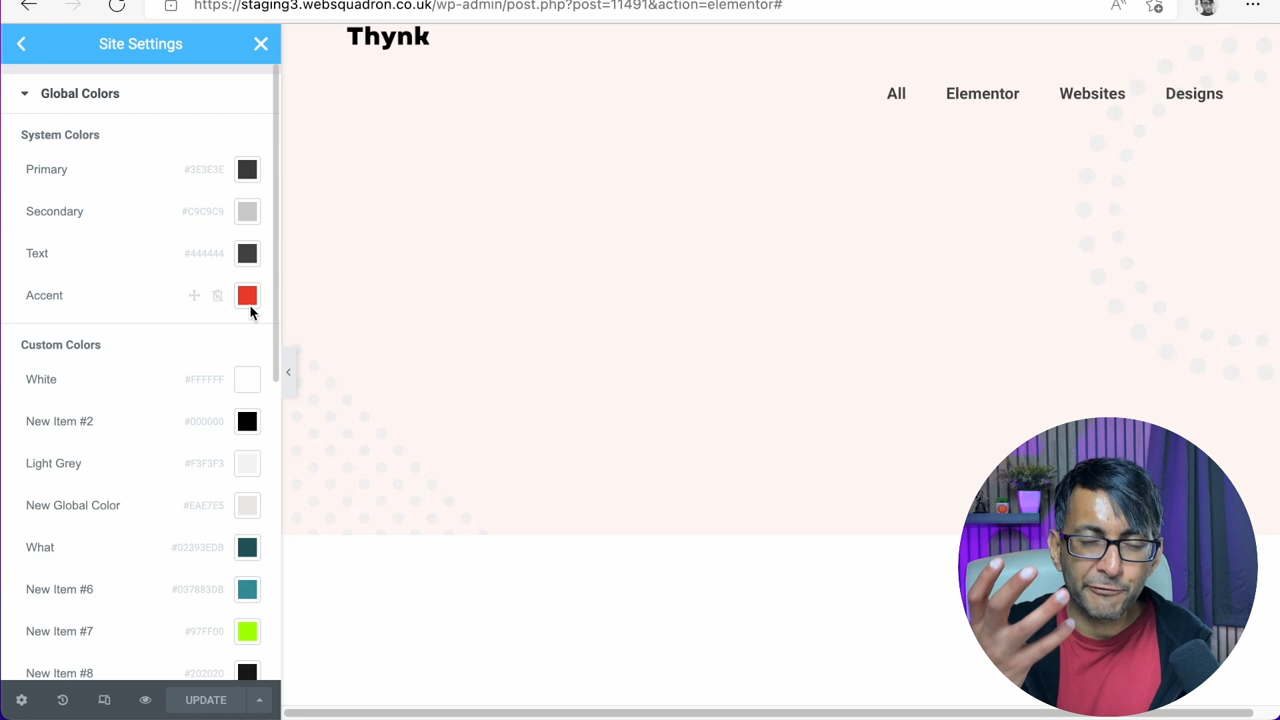 https://staging3.websquadron.co.uk/wp-admin/post.php?post=11491&action=elementor#
Site Settings
Thynk
All Elementor Websites Designs
Global Colors
System Colors
Primary #3E3E3E
Secondary #C9C9C9
Text #444444
Accent
Custom Colors
White #FFFFFF
New Item #2 #000000
Light Grey #F3F3F3
New Global Color #EAE7E5
What #02393EDB
New Item #6 #037883DB
New Item #7 #97FF00
New Item #8 #202020
UPDATE